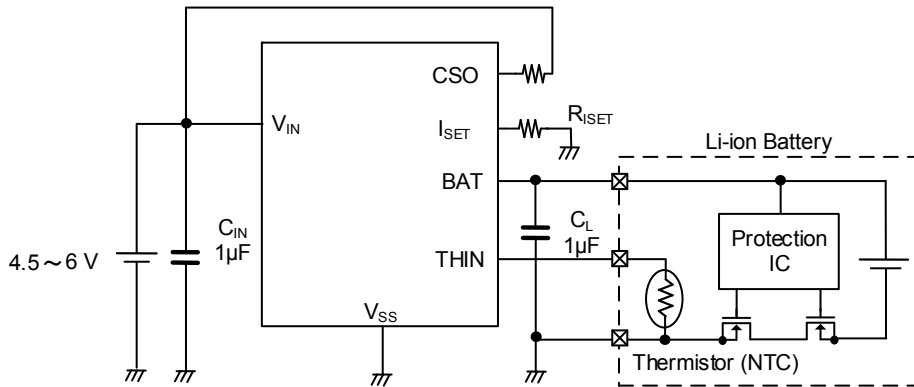 CSO
V_IN
I_SET
R_ISET
Li-ion Battery
BAT
C_IN
1μF
C_L
1μF
Protection
IC
4.5～6 V
THIN
V_SS
Thermistor (NTC)